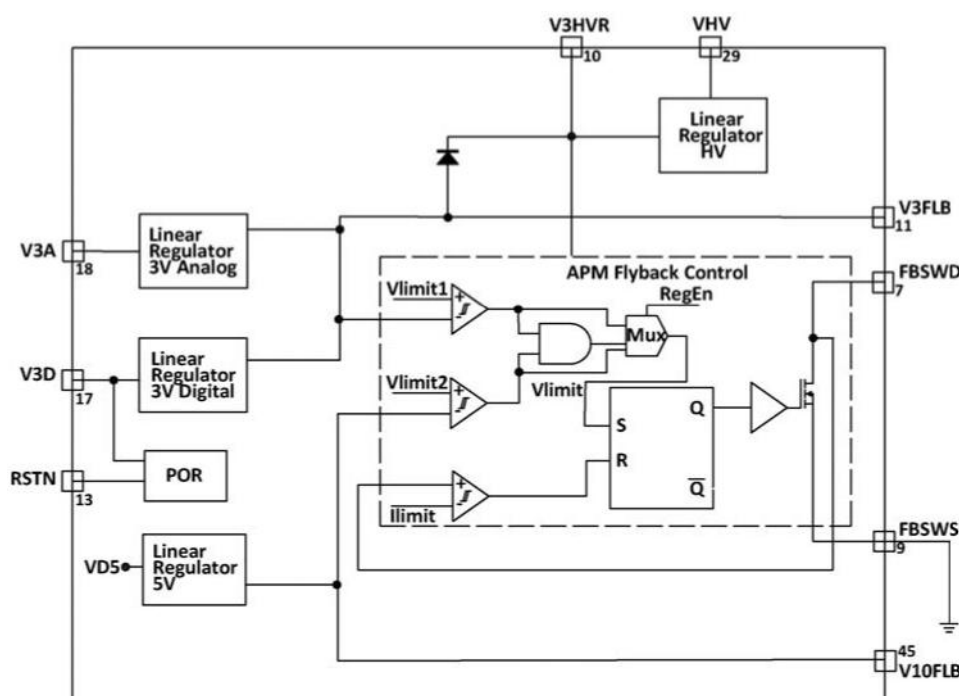 V3HVR
VHV
10
29
Linear
Regulator
HV
V3FLB
11
V3A
18
Linear
Regulator
3V Analog
APM Flyback Control
RegEn
FBSWD
7
Vlimit1
+
-
Mux
V3D
17
Linear
Regulator
3V Digital
Vlimit2
+
-
Vlimit
S
Q
R
Q
RSTN
13
POR
+
-
Ilimit
FBSWS
9
VD5
Linear
Regulator
5V
45
V10FLB